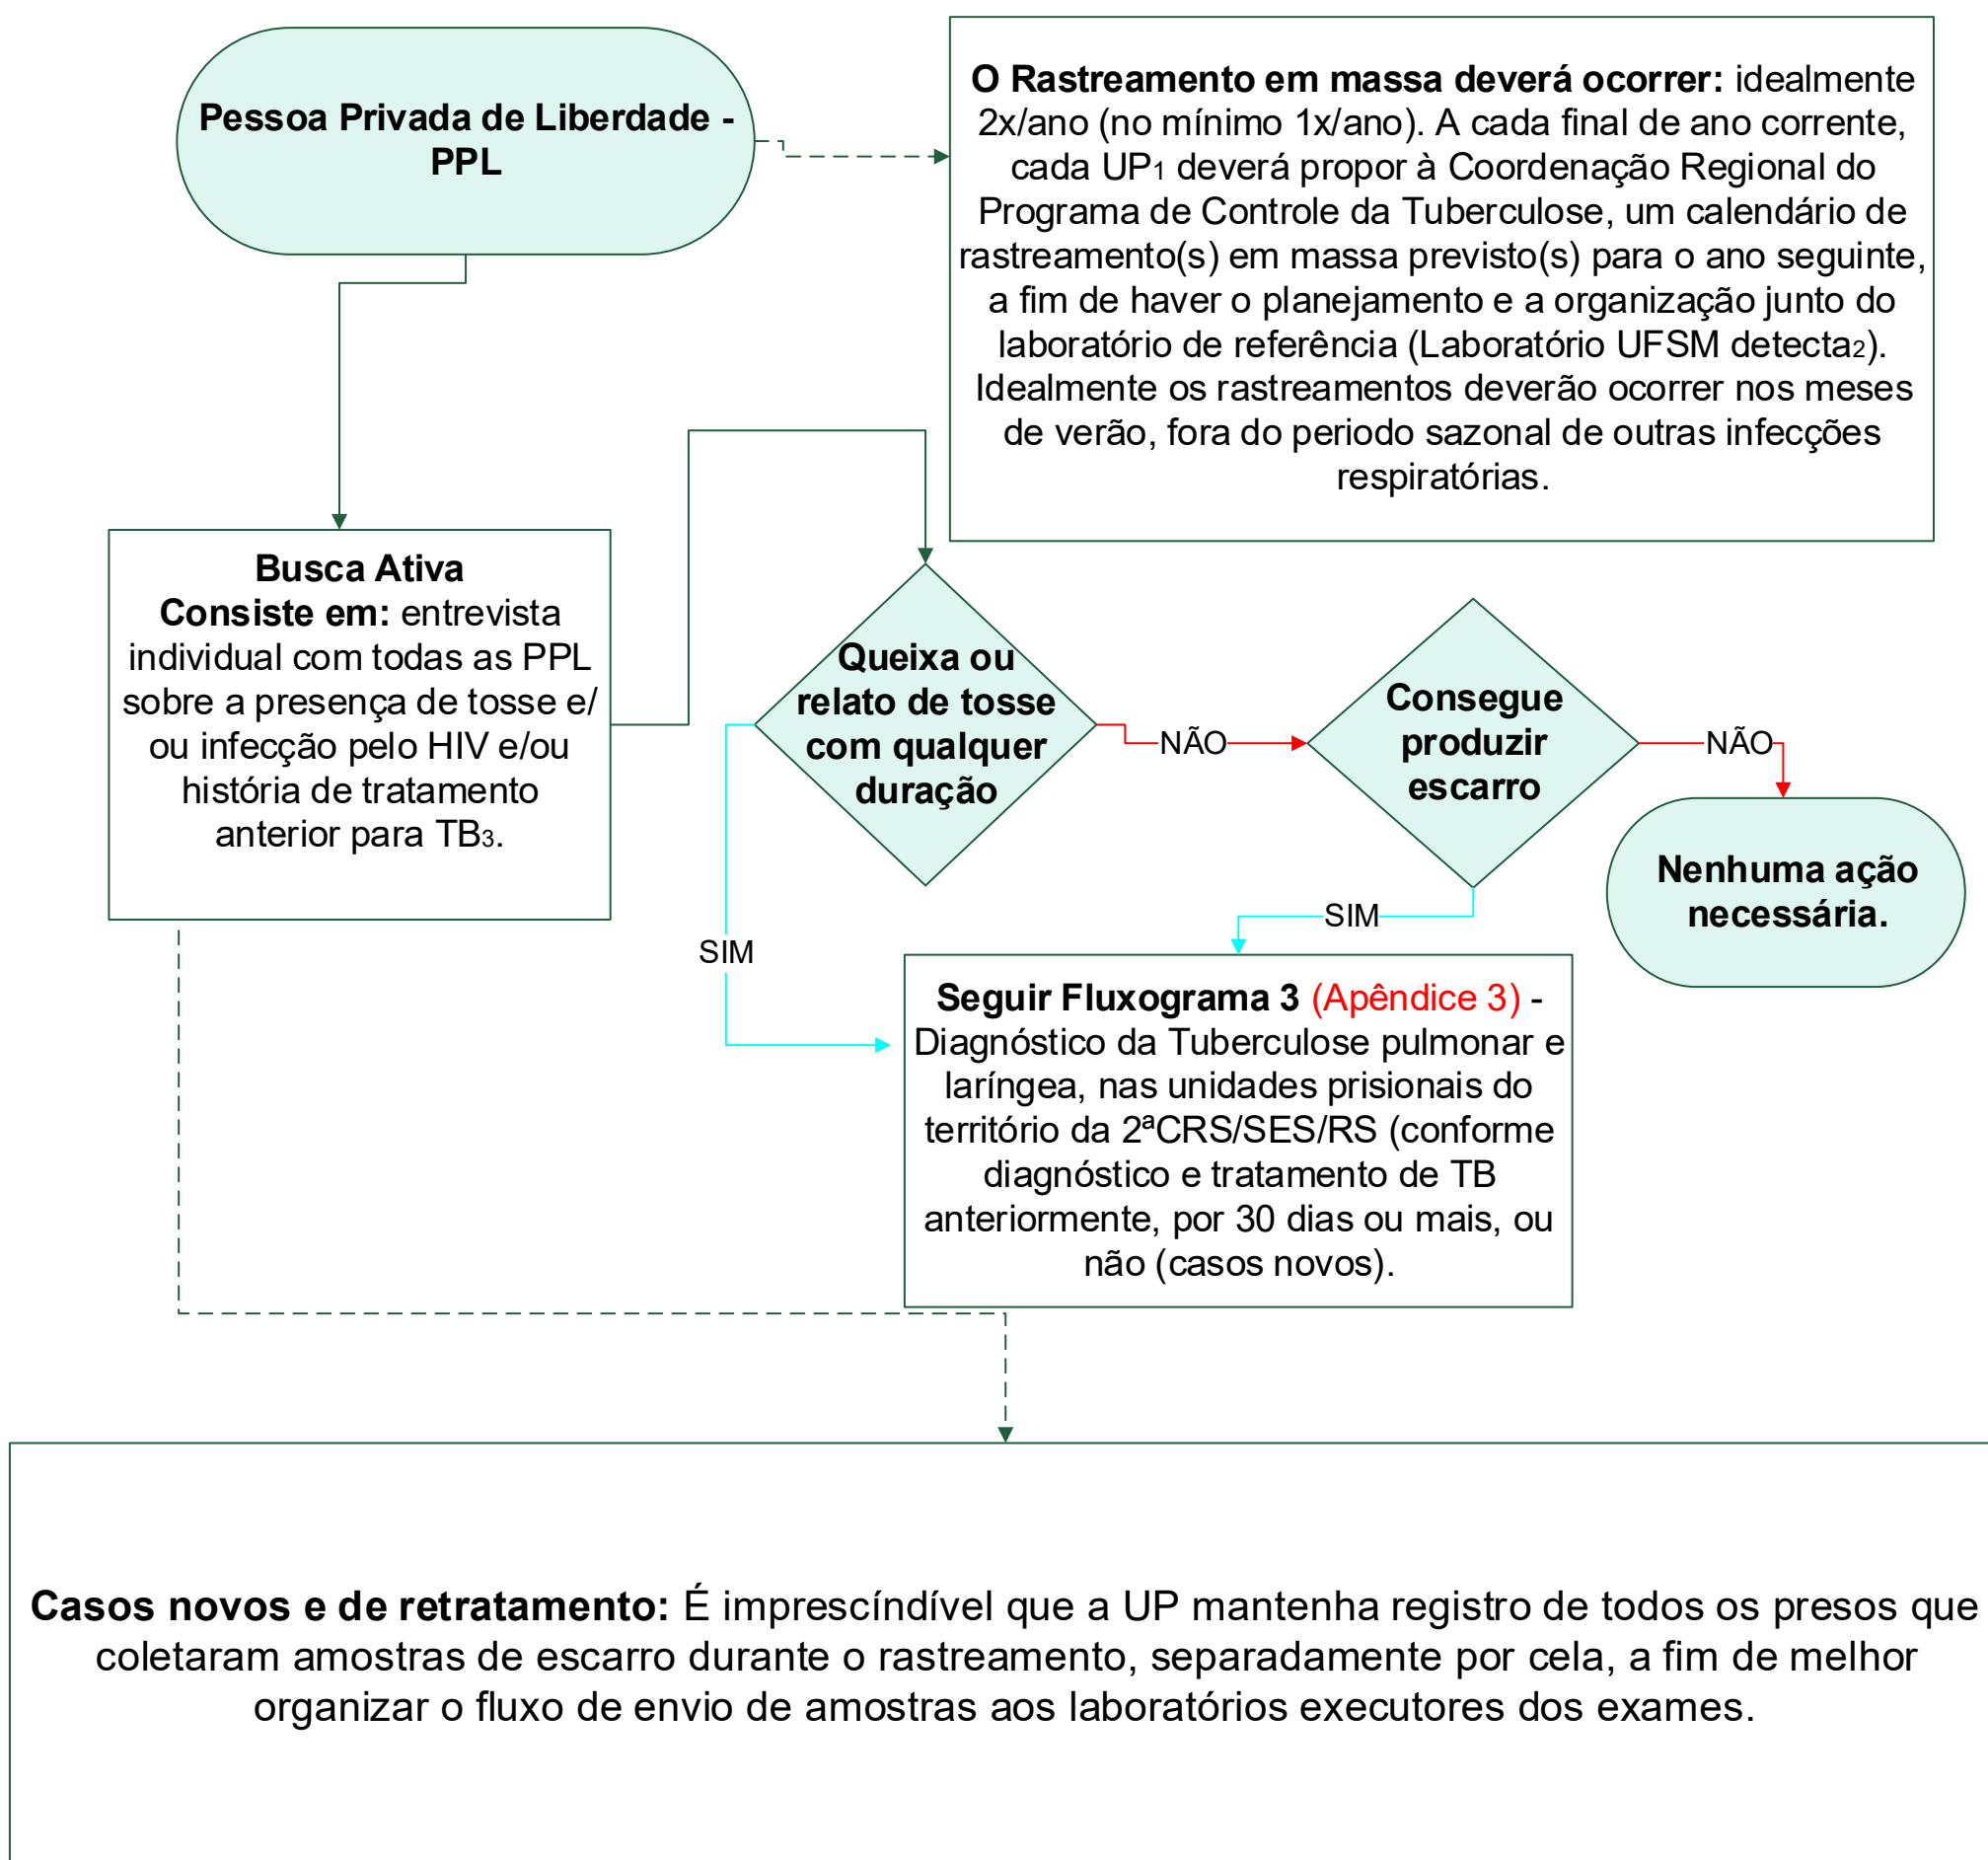 Pessoa Privada de Liberdade -
PPL
O Rastreamento em massa deverá ocorrer: idealmente
2x/ano (no mínimo 1x/ano). A cada final de ano corrente,
cada UP1 deverá propor à Coordenação Regional do
Programa de Controle da Tuberculose, um calendário de
rastreamento(s) em massa previsto(s) para o ano seguinte,
a fim de haver o planejamento e a organização junto do
laboratório de referência (Laboratório UFSM detecta2).
Idealmente os rastreamentos deverão ocorrer nos meses
de verão, fora do periodo sazonal de outras infecções
respiratórias.
Busca Ativa
Consiste em: entrevista
individual com todas as PPL
sobre a presença de tosse e/
ou infecção pelo HIV e/ou
história de tratamento
anterior para TB3.
Queixa ou
relato de tosse
com qualquer
duração
NÃO
Consegue
produzir
escarro
NÃO
Nenhuma ação
necessária.
SIM
SIM
Seguir Fluxograma 3 (Apêndice 3) -
Diagnóstico da Tuberculose pulmonar e
laríngea, nas unidades prisionais do
território da 2ªCRS/SES/RS (conforme
diagnóstico e tratamento de TB
anteriormente, por 30 dias ou mais, ou
não (casos novos).
Casos novos e de retratamento: É imprescíndível que a UP mantenha registro de todos os presos que
coletaram amostras de escarro durante o rastreamento, separadamente por cela, a fim de melhor
organizar o fluxo de envio de amostras aos laboratórios executores dos exames.